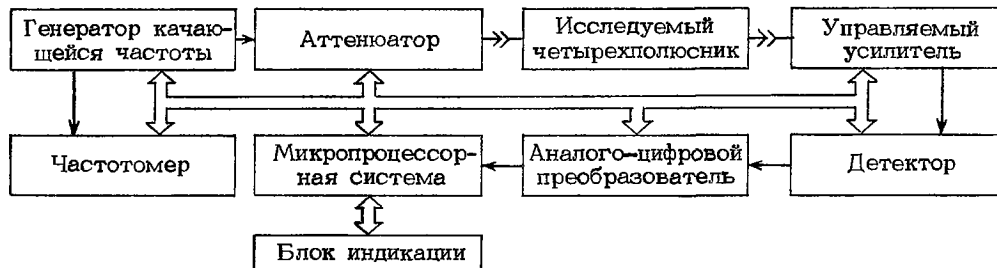 Генератор качаю-
щейся частоты
Аттенюатор
Исследуемый
четырехполюсник
Управляемый
усилитель
Частотомер
Микропроцессор-
ная система
Аналого-цифровой
преобразователь
Детектор
Блок индикации